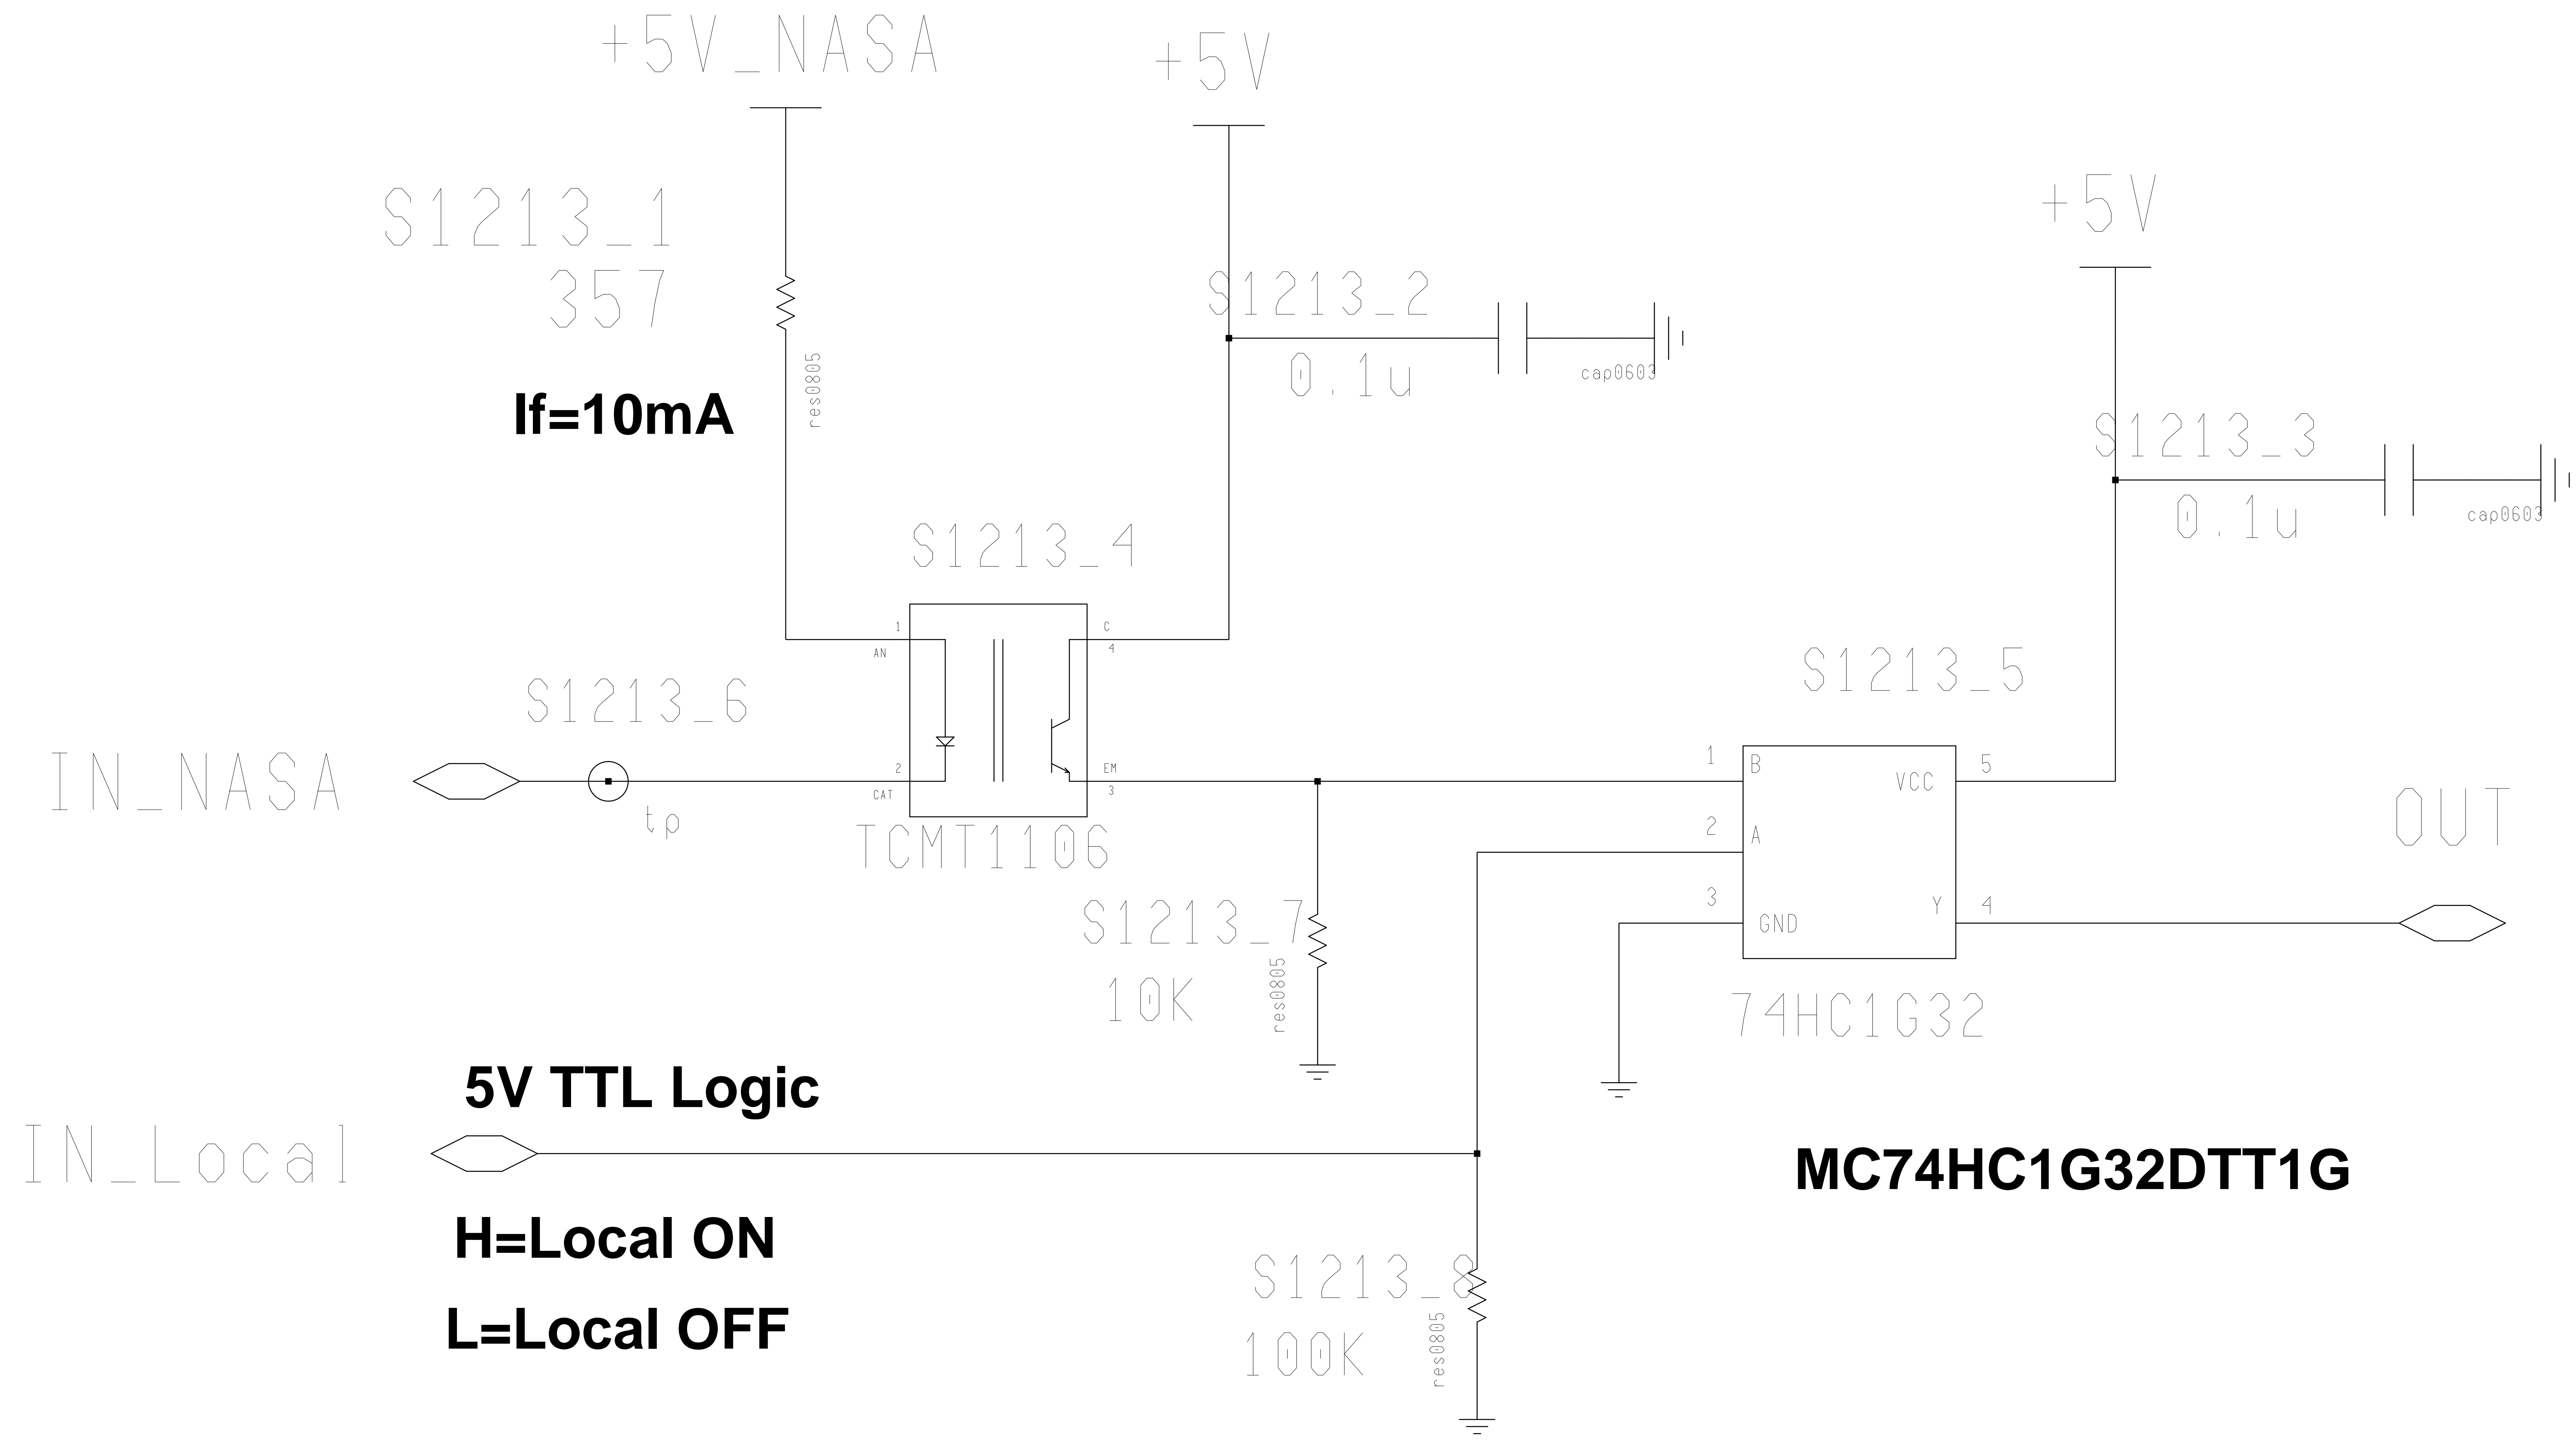 +5V_NASA
+5V
+5V
S1213_1
357
res0805
If=10mA
S1213_2
0.1u
cap0603
S1213_3
0.1u
cap0603
S1213_4
1
AN
C
4
2
CAT
EM
3
TCMT1106
S1213_6
IN_NASA
tp
S1213_5
1
B
VCC
5
2
A
3
GND
Y
4
74HC1G32
OUT
S1213_7
10K
res0805
5V TTL Logic
IN_Local
H=Local ON
L=Local OFF
MC74HC1G32DTT1G
S1213_8
100K
res0805